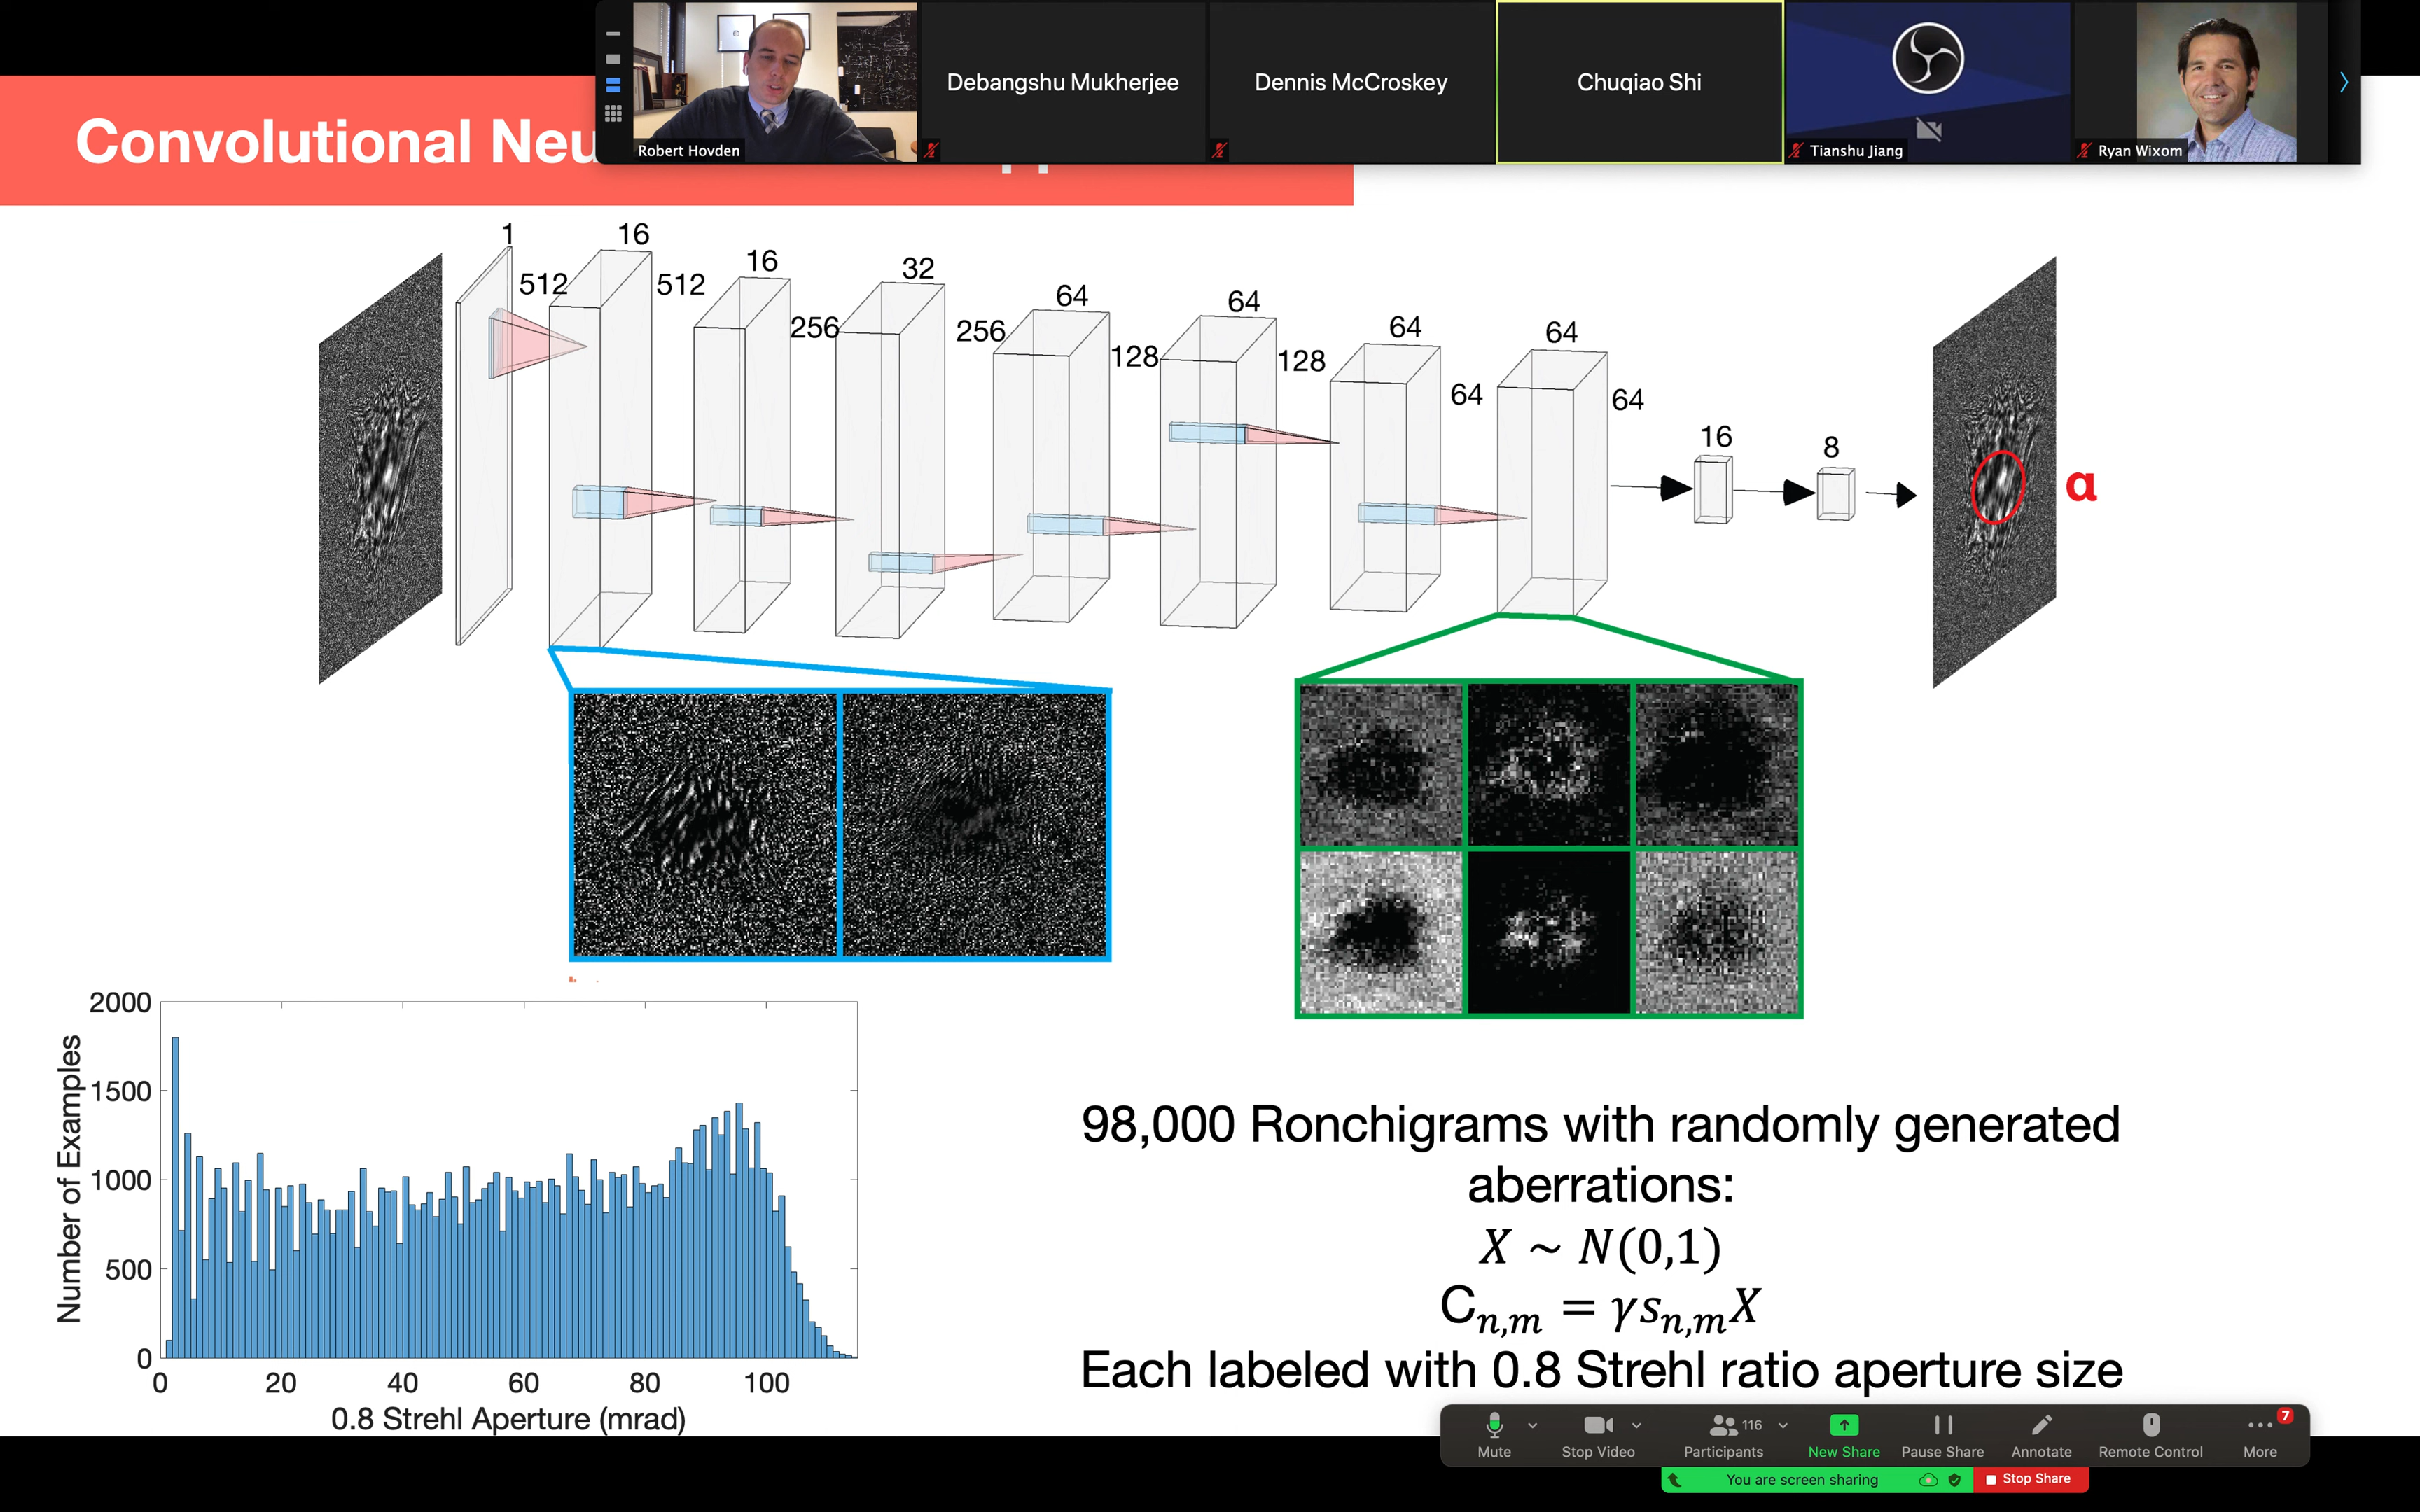 Robert Hovden
Debangshu Mukherjee
Dennis McCroskey
Chuqiao Shi
Tianshu Jiang
Ryan Wixom
Convolutional Neu
1
16
512
512
16
32
256
256
64
64
128
128
64
64
64
64
16
8
α
2000
1500
1000
500
0
0 20 40 60 80 100
Number of Examples
0.8 Strehl Aperture (mrad)
98,000 Ronchigrams with randomly generated
aberrations:
X ~ N(0,1)
Cn,m = γsn,mX
Each labeled with 0.8 Strehl ratio aperture size
Mute
Stop Video
116
Participants
New Share
Pause Share
Annotate
Remote Control
7
More
You are screen sharing
Stop Share